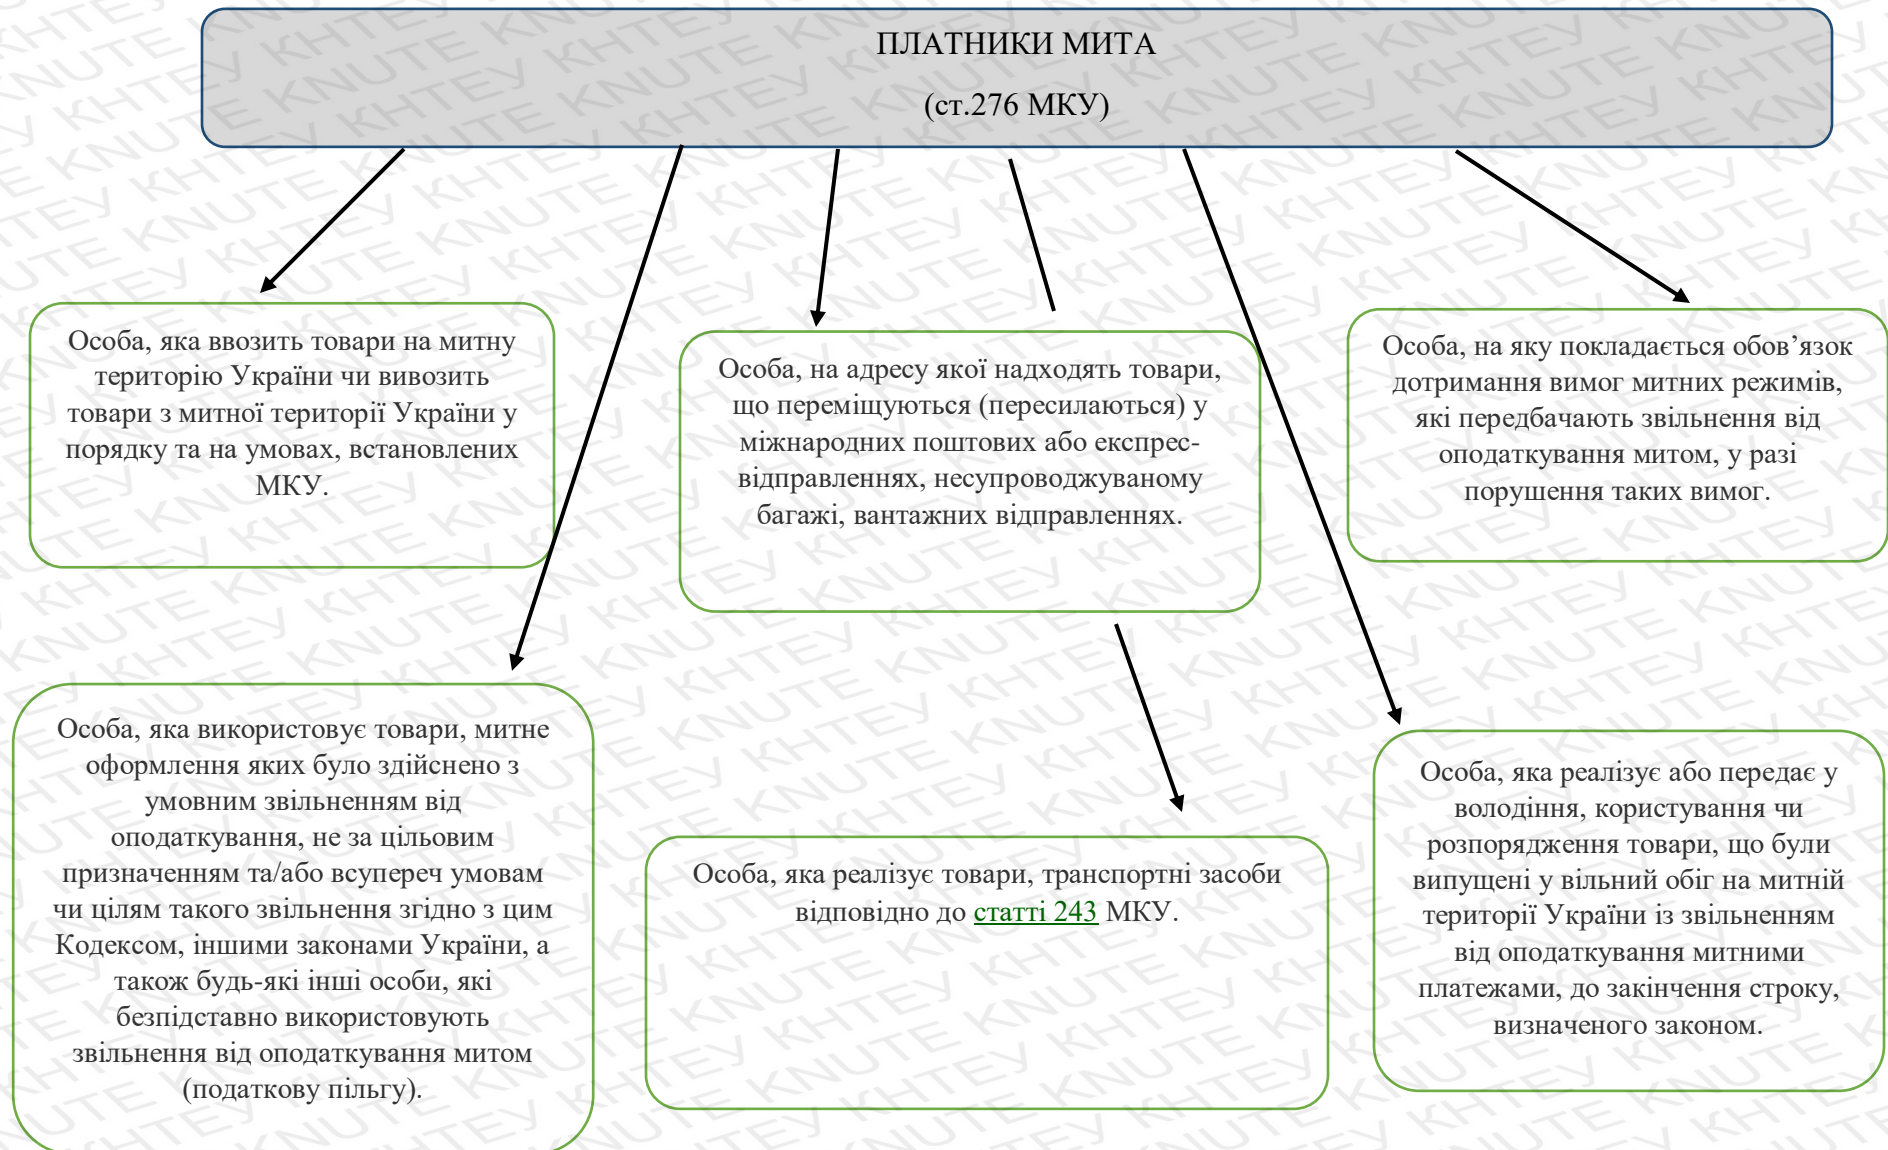 ПЛАТНИКИ МИТА
(ст.276 МКУ)
Особа, яка ввозить товари на митну
територію України чи вивозить
товари з митної території України у
порядку та на умовах, встановлених
МКУ.
Особа, на адресу якої надходять товари,
що переміщуються (пересилаються) у
міжнародних поштових або експрес-
відправленнях, несупроводжуваному
багажі, вантажних відправленнях.
Особа, на яку покладається обов’язок
дотримання вимог митних режимів,
які передбачають звільнення від
оподаткування митом, у разі
порушення таких вимог.
Особа, яка використовує товари, митне
оформлення яких було здійснено з
умовним звільненням від
оподаткування, не за цільовим
призначенням та/або всупереч умовам
чи цілям такого звільнення згідно з цим
Кодексом, іншими законами України, а
також будь-які інші особи, які
безпідставно використовують
звільнення від оподаткування митом
(податкову пільгу).
Особа, яка реалізує товари, транспортні засоби
відповідно до статті 243 МКУ.
Особа, яка реалізує або передає у
володіння, користування чи
розпорядження товари, що були
випущені у вільний обіг на митній
території України із звільненням
від оподаткування митними
платежами, до закінчення строку,
визначеного законом.